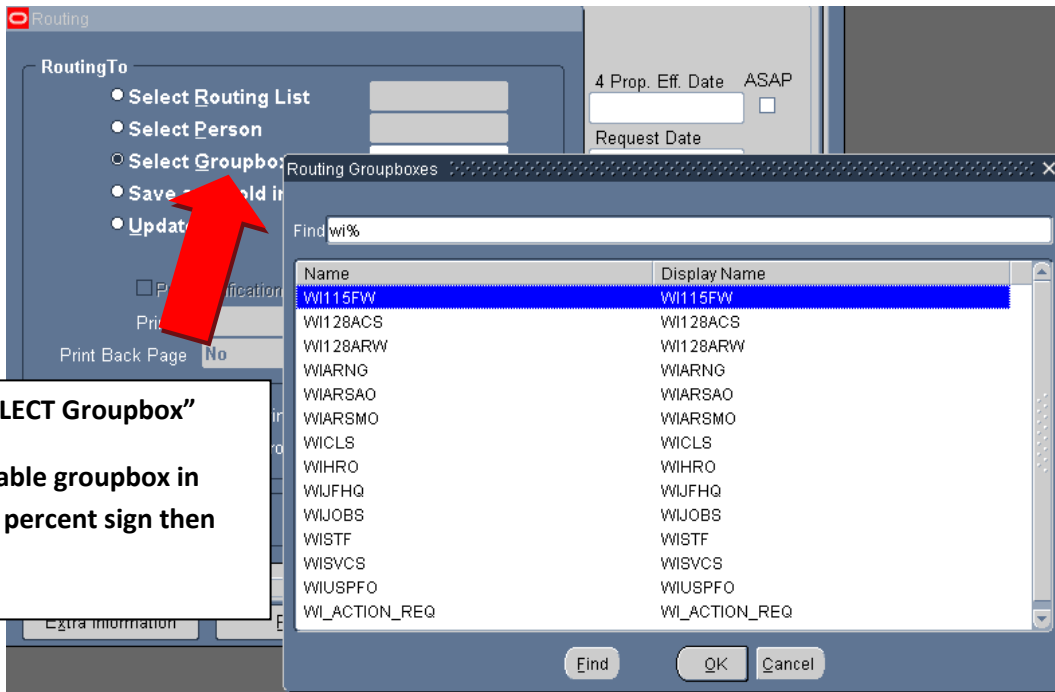 Routing
RoutingTo
Select Routing List
Select Person
Select Groupbox
Save
Updat
4 Prop. Eff. Date ASAP
Request Date
Print Back Page No
Routing Groupboxes
Find wi%
Name Display Name
WI115FW WI115FW
WI128ACS WI128ACS
WI128ARW WI128ARW
WIARNG WIARNG
WIARSAO WIARSAO
WIARSMO WIARSMO
WICLS WICLS
WIHRO WIHRO
WIJFHQ WIJFHQ
WIJOBS WIJOBS
WISTF WISTF
WISVCS WISVCS
WIUSPFO WIUSPFO
WI_ACTION_REQ WI_ACTION_REQ
Find OK Cancel
LECT Groupbox”
able groupbox in
percent sign then
Extra Information